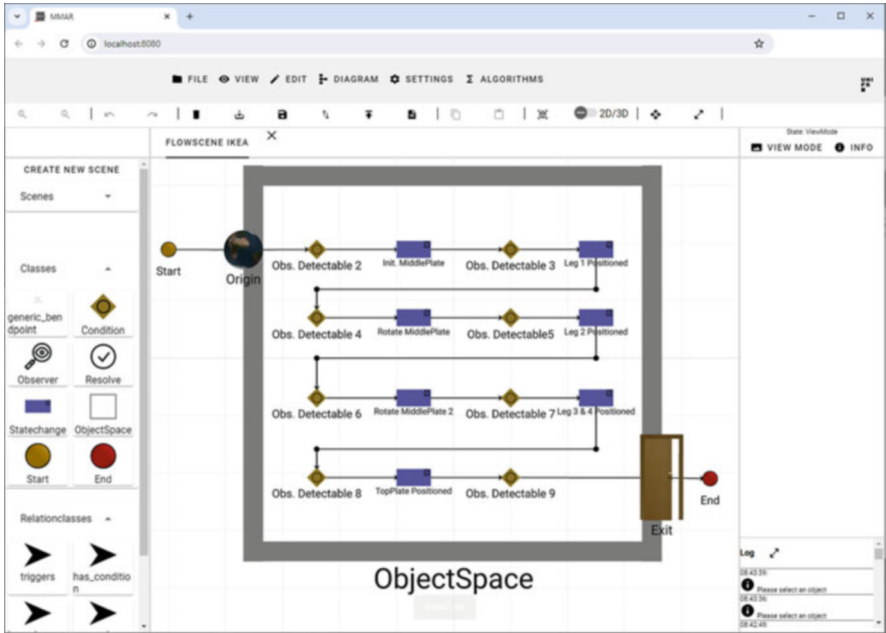 MMAR
localhost:8080
FILE VIEW EDIT DIAGRAM SETTINGS Σ ALGORITHMS
2D/3D
State: ViewMode
FLOWSCENE IKEA
VIEW MODE INFO
CREATE NEW SCENE
Scenes
Classes
generic_ben
dpoint
Condition
Observer
Resolve
Statechange
ObjectSpace
Start
End
Relationclasses
triggers
has_conditio
n
Start
Origin
Obs. Detectable 2
Init. MiddlePlate
Obs. Detectable 3
Leg 1 Positioned
Obs. Detectable 4
Rotate MiddlePlate
Obs. Detectable5
Leg 2 Positioned
Obs. Detectable 6
Rotate MiddlePlate 2
Obs. Detectable 7
Leg 3 & 4 Positioned
Obs. Detectable 8
TopPlate Positioned
Obs. Detectable 9
Exit
End
ObjectSpace
Log
08:43:39:
Please select an object
08:43:36:
Please select an object
08:42:49: